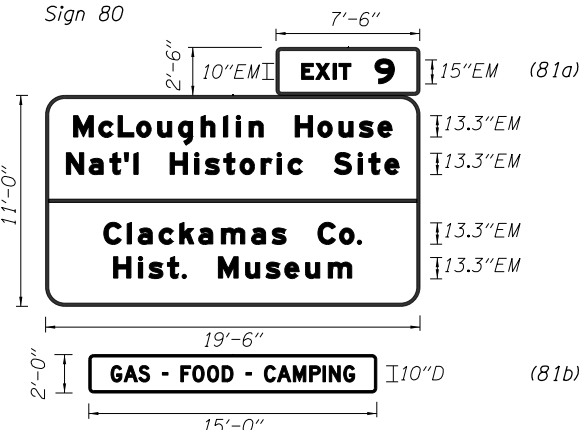 Sign 80
7'-6"
2'-6"
10"EM
EXIT 9
15"EM
(81a)
11'-0"
McLoughlin House
13.3"EM
Nat'l Historic Site
13.3"EM
Clackamas Co.
13.3"EM
Hist. Museum
13.3"EM
19'-6"
2'-0"
GAS - FOOD - CAMPING
10"D
(81b)
15'-0"